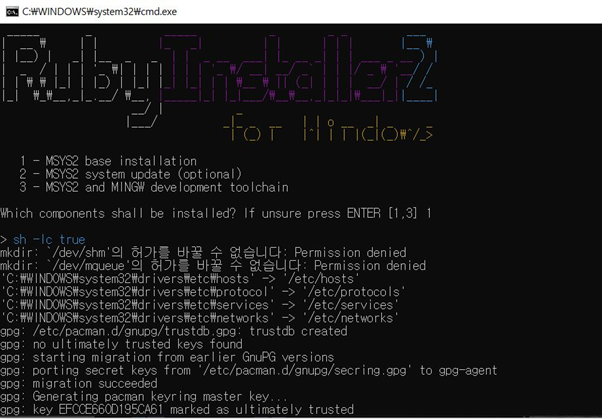 C:₩WINDOWS₩system32₩cmd.exe
RubyInstaller2
for Windows
1 - MSYS2 base installation
2 - MSYS2 system update (optional)
3 - MSYS2 and MINGW development toolchain
Which components shall be installed? If unsure press ENTER [1,3] 1
> sh -lc true
mkdir: `/dev/shm'의 허가를 바꿀 수 없습니다: Permission denied
mkdir: `/dev/mqueue'의 허가를 바꿀 수 없습니다: Permission denied
'C:₩WINDOWS₩system32₩drivers₩etc₩hosts' -> '/etc/hosts'
'C:₩WINDOWS₩system32₩drivers₩etc₩protocol' -> '/etc/protocols'
'C:₩WINDOWS₩system32₩drivers₩etc₩services' -> '/etc/services'
'C:₩WINDOWS₩system32₩drivers₩etc₩networks' -> '/etc/networks'
gpg: /etc/pacman.d/gnupg/trustdb.gpg: trustdb created
gpg: no ultimately trusted keys found
gpg: starting migration from earlier GnuPG versions
gpg: porting secret keys from '/etc/pacman.d/gnupg/secring.gpg' to gpg-agent
gpg: migration succeeded
gpg: Generating pacman keyring master key...
gpg: key EFCCE660D195CA61 marked as ultimately trusted